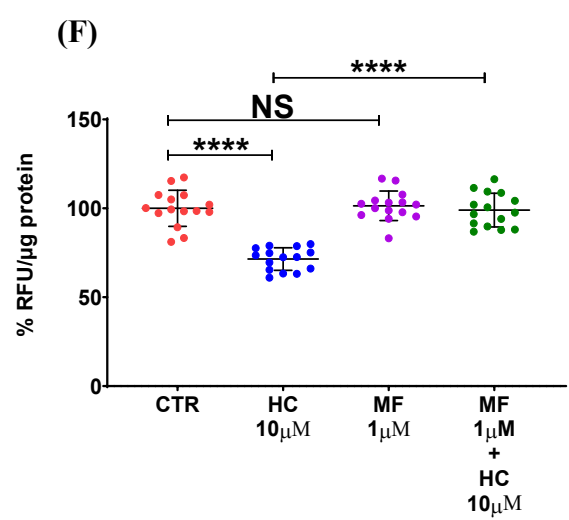 (F)
****
NS
****
150
100
50
0
% RFU/µg protein
CTR
HC
10µM
MF
1µM
MF
1µM
+
HC
10µM